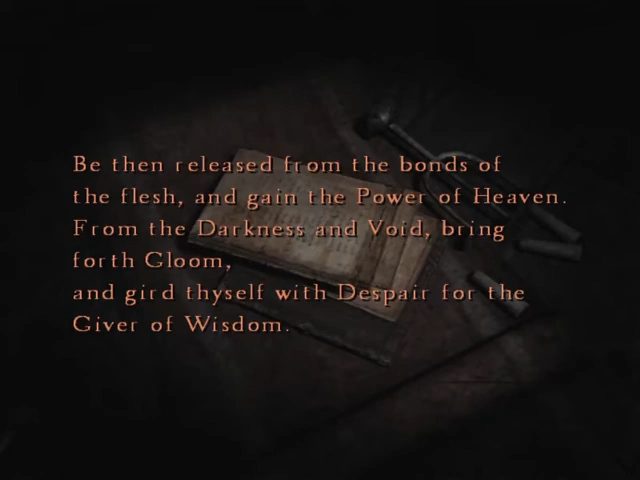 Be then released from the bonds of
the flesh, and gain the Power of Heaven.
From the Darkness and Void, bring
forth Gloom,
and gird thyself with Despair for the
Giver of Wisdom.